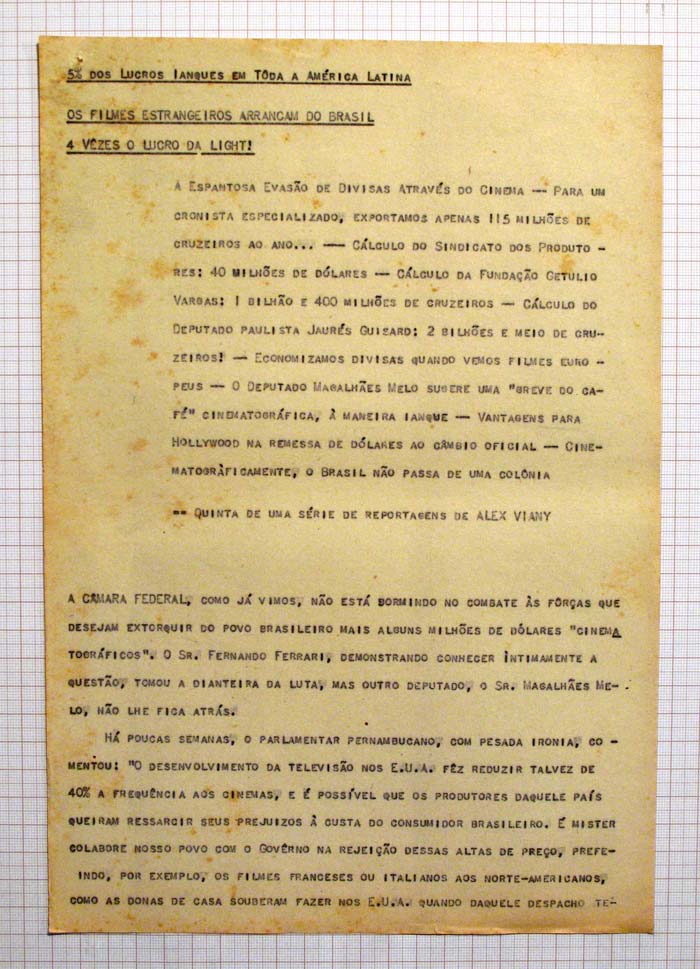 5% DOS LUCROS IANQUES EM TÔDA A AMÉRICA LATINA
OS FILMES ESTRANGEIROS ARRANCAM DO BRASIL
4 VÊZES O LUCRO DA LIGHT!
A ESPANTOSA EVASÃO DE DIVISAS ATRAVÉS DO CINEMA -- PARA UM
CRONISTA ESPECIALIZADO, EXPORTAMOS APENAS 115 MILHÕES DE
CRUZEIROS AO ANO... --- CÁLCULO DO SINDICATO DOS PRODUTO -
RES: 40 MILHÕES DE DÓLARES -- CÁLCULO DA FUNDAÇÃO GETULIO
VARGAS: 1 BILHÃO E 400 MILHÕES DE CRUZEIROS -- CÁLCULO DO
DEPUTADO PAULISTA JAURÉS GUISARD: 2 BILHÕES E MEIO DE CRU-
ZEIROS! -- ECONOMIZAMOS DIVISAS QUANDO VEMOS FILMES EURO -
PEUS -- O DEPUTADO MAGALHÃES MELO SUGERE UMA "GREVE DO CA-
FÉ" CINEMATOGRÁFICA, À MANEIRA IANQUE -- VANTAGENS PARA
HOLLYWOOD NA REMESSA DE DÓLARES AO CÂMBIO OFICIAL -- CINE-
MATOGRÀFICAMENTE, O BRASIL NÃO PASSA DE UMA COLÔNIA
-- QUINTA DE UMA SÉRIE DE REPORTAGENS DE ALEX VIANY
A CÂMARA FEDERAL, COMO JÁ VIMOS, NÃO ESTÁ DORMINDO NO COMBATE ÀS FÔRÇAS QUE
DESEJAM EXTORQUIR DO POVO BRASILEIRO MAIS ALGUNS MILHÕES DE DÓLARES "CINEMA
TOGRÁFICOS". O SR. FERNANDO FERRARI, DEMONSTRANDO CONHECER ÌNTIMAMENTE A
QUESTÃO, TOMOU A DIANTEIRA DA LUTA, MAS OUTRO DEPUTADO, O SR. MAGALHÃES ME-
LO, NÃO LHE FICA ATRÁS.
HÁ POUCAS SEMANAS, O PARLAMENTAR PERNAMBUCANO, COM PESADA IRONIA, CO -
MENTOU: "O DESENVOLVIMENTO DA TELEVISÃO NOS E.U.A. FÊZ REDUZIR TALVEZ DE
40% A FREQUÊNCIA AOS CINEMAS, E É POSSÍVEL QUE OS PRODUTORES DAQUELE PAÍS
QUEIRAM RESSARCIR SEUS PREJUIZOS À CUSTA DO CONSUMIDOR BRASILEIRO. É MISTER
COLABORE NOSSO POVO COM O GOVÊRNO NA REJEIÇÃO DESSAS ALTAS DE PREÇO, PREFE-
INDO, POR EXEMPLO, OS FILMES FRANCESES OU ITALIANOS AOS NORTE-AMERICANOS,
COMO AS DONAS DE CASA SOUBERAM FAZER NOS E.U.A. QUANDO DAQUELE DESPACHO TE-